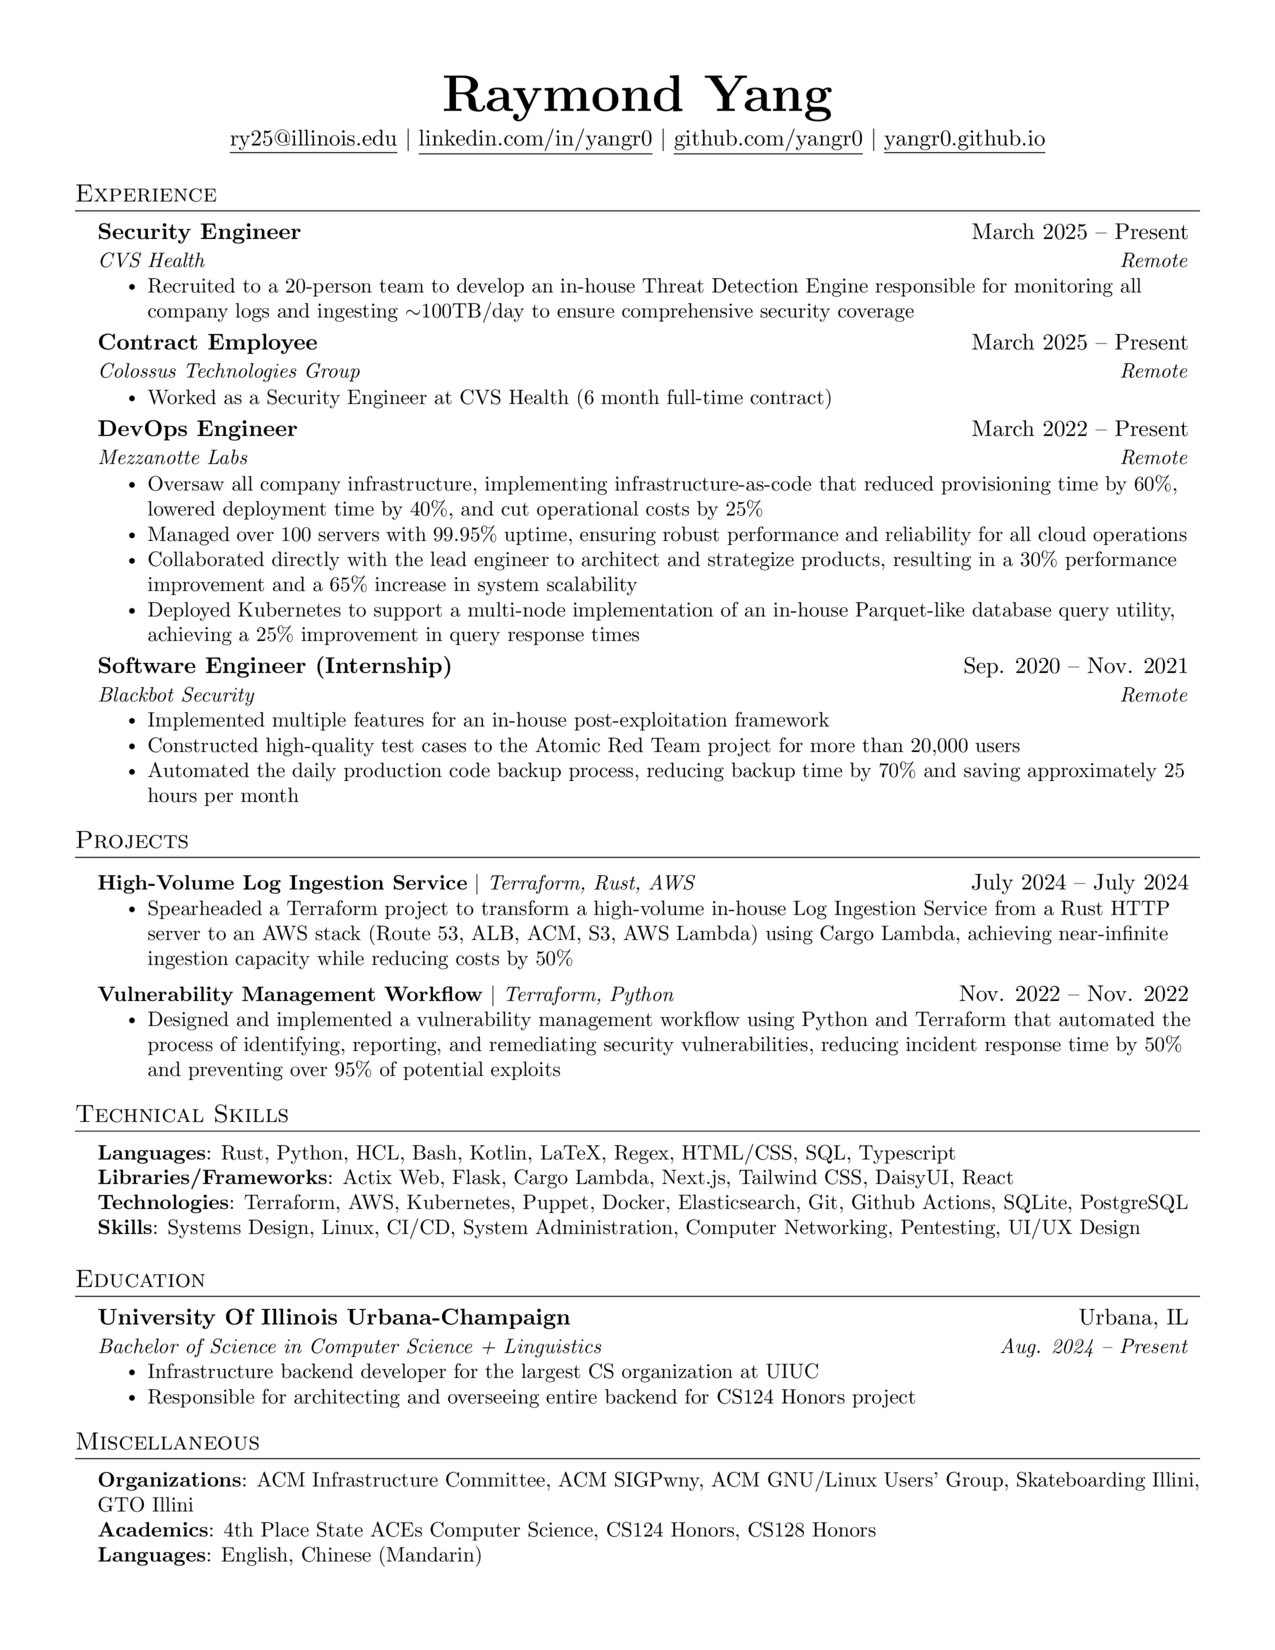 Raymond Yang
ry25@illinois.edu | linkedin.com/in/yangr0 | github.com/yangr0 | yangr0.github.io
Experience
Security Engineer March 2025 – Present
CVS Health Remote
• Recruited to a 20-person team to develop an in-house Threat Detection Engine responsible for monitoring all
company logs and ingesting ~100TB/day to ensure comprehensive security coverage
Contract Employee March 2025 – Present
Colossus Technologies Group Remote
• Worked as a Security Engineer at CVS Health (6 month full-time contract)
DevOps Engineer March 2022 – Present
Mezzanotte Labs Remote
• Oversaw all company infrastructure, implementing infrastructure-as-code that reduced provisioning time by 60%,
lowered deployment time by 40%, and cut operational costs by 25%
• Managed over 100 servers with 99.95% uptime, ensuring robust performance and reliability for all cloud operations
• Collaborated directly with the lead engineer to architect and strategize products, resulting in a 30% performance
improvement and a 65% increase in system scalability
• Deployed Kubernetes to support a multi-node implementation of an in-house Parquet-like database query utility,
achieving a 25% improvement in query response times
Software Engineer (Internship) Sep. 2020 – Nov. 2021
Blackbot Security Remote
• Implemented multiple features for an in-house post-exploitation framework
• Constructed high-quality test cases to the Atomic Red Team project for more than 20,000 users
• Automated the daily production code backup process, reducing backup time by 70% and saving approximately 25
hours per month
Projects
High-Volume Log Ingestion Service | Terraform, Rust, AWS July 2024 – July 2024
• Spearheaded a Terraform project to transform a high-volume in-house Log Ingestion Service from a Rust HTTP
server to an AWS stack (Route 53, ALB, ACM, S3, AWS Lambda) using Cargo Lambda, achieving near-infinite
ingestion capacity while reducing costs by 50%
Vulnerability Management Workflow | Terraform, Python Nov. 2022 – Nov. 2022
• Designed and implemented a vulnerability management workflow using Python and Terraform that automated the
process of identifying, reporting, and remediating security vulnerabilities, reducing incident response time by 50%
and preventing over 95% of potential exploits
Technical Skills
Languages: Rust, Python, HCL, Bash, Kotlin, LaTeX, Regex, HTML/CSS, SQL, Typescript
Libraries/Frameworks: Actix Web, Flask, Cargo Lambda, Next.js, Tailwind CSS, DaisyUI, React
Technologies: Terraform, AWS, Kubernetes, Puppet, Docker, Elasticsearch, Git, Github Actions, SQLite, PostgreSQL
Skills: Systems Design, Linux, CI/CD, System Administration, Computer Networking, Pentesting, UI/UX Design
Education
University Of Illinois Urbana-Champaign Urbana, IL
Bachelor of Science in Computer Science + Linguistics Aug. 2024 – Present
• Infrastructure backend developer for the largest CS organization at UIUC
• Responsible for architecting and overseeing entire backend for CS124 Honors project
Miscellaneous
Organizations: ACM Infrastructure Committee, ACM SIGPwny, ACM GNU/Linux Users' Group, Skateboarding Illini,
GTO Illini
Academics: 4th Place State ACEs Computer Science, CS124 Honors, CS128 Honors
Languages: English, Chinese (Mandarin)